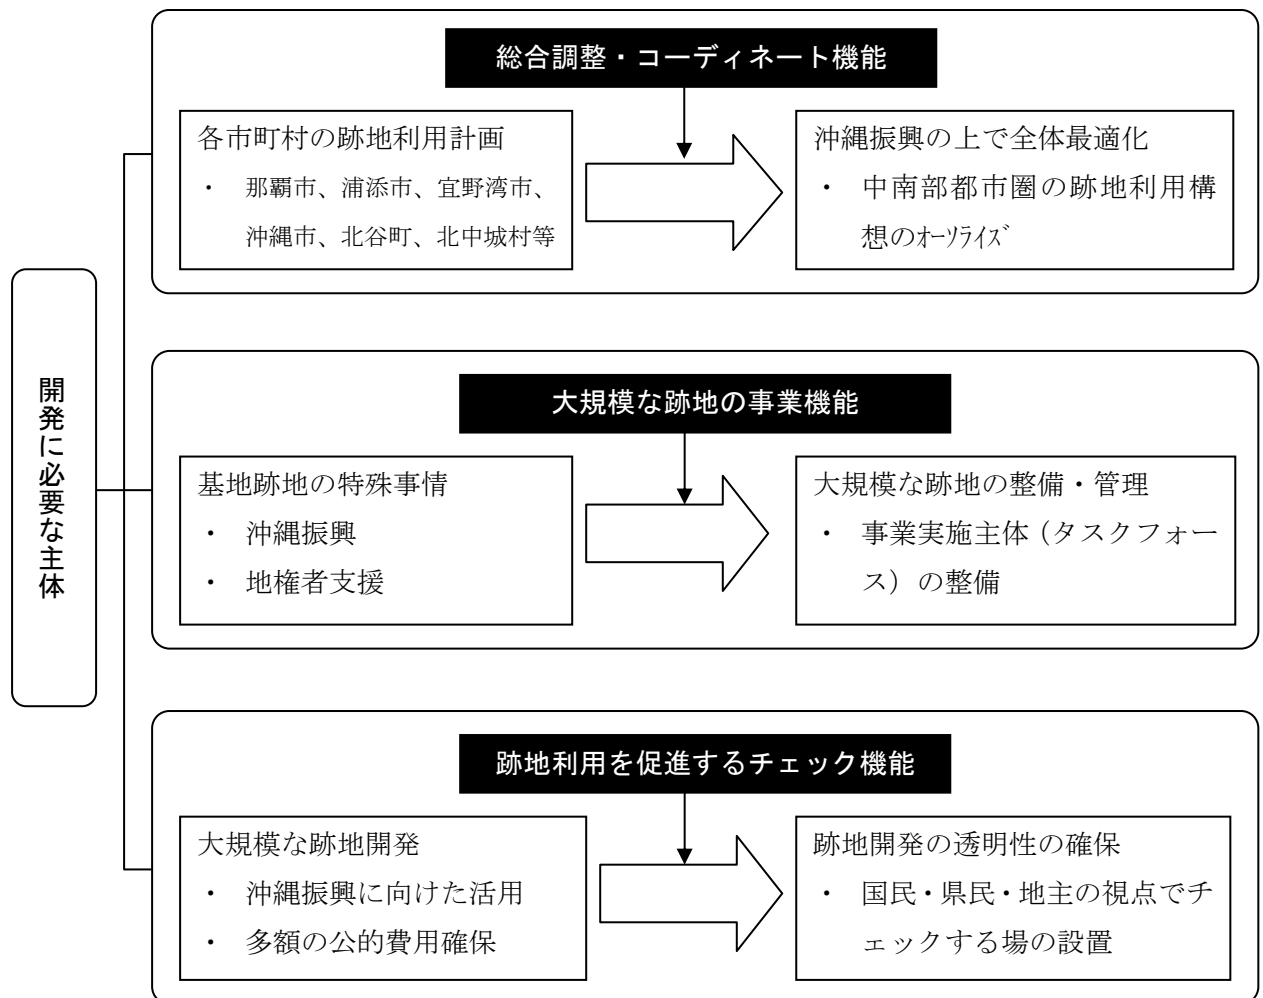 開発に必要な主体
総合調整・コーディネート機能
各市町村の跡地利用計画
・ 那覇市、浦添市、宜野湾市、
沖縄市、北谷町、北中城村等
沖縄振興の上で全体最適化
・ 中南部都市圏の跡地利用構
想のｵｰｿﾗｲｽﾞ
大規模な跡地の事業機能
基地跡地の特殊事情
・ 沖縄振興
・ 地権者支援
大規模な跡地の整備・管理
・ 事業実施主体（タスクフォー
ス）の整備
跡地利用を促進するチェック機能
大規模な跡地開発
・ 沖縄振興に向けた活用
・ 多額の公的費用確保
跡地開発の透明性の確保
・ 国民・県民・地主の視点でチ
ェックする場の設置